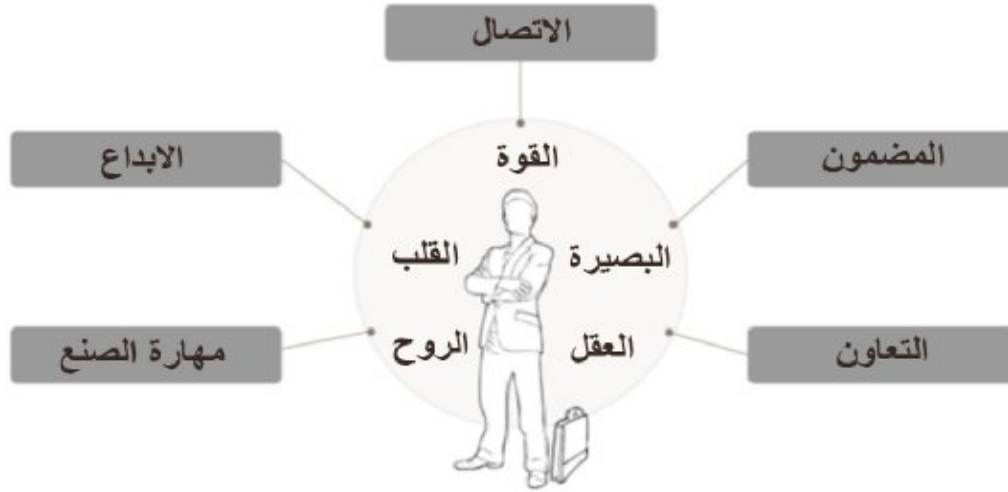 الاتصال
المضمون
الابداع
القوة
البصيرة
القلب
العقل
الروح
التعاون
مهارة الصنع